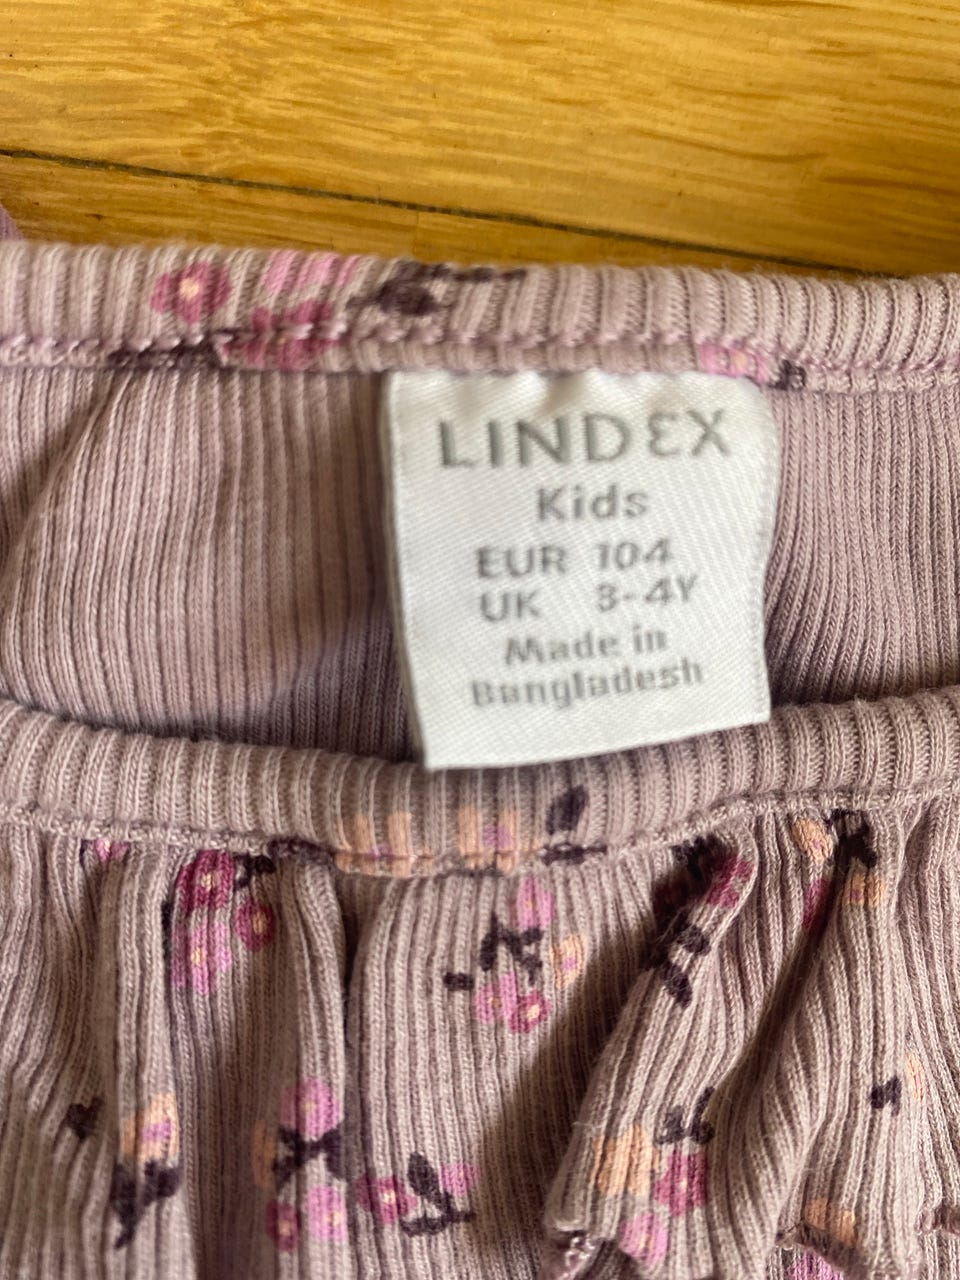 LINDEX
Kids
EUR 104
UK 3-4Y
Made in
Bangladesh